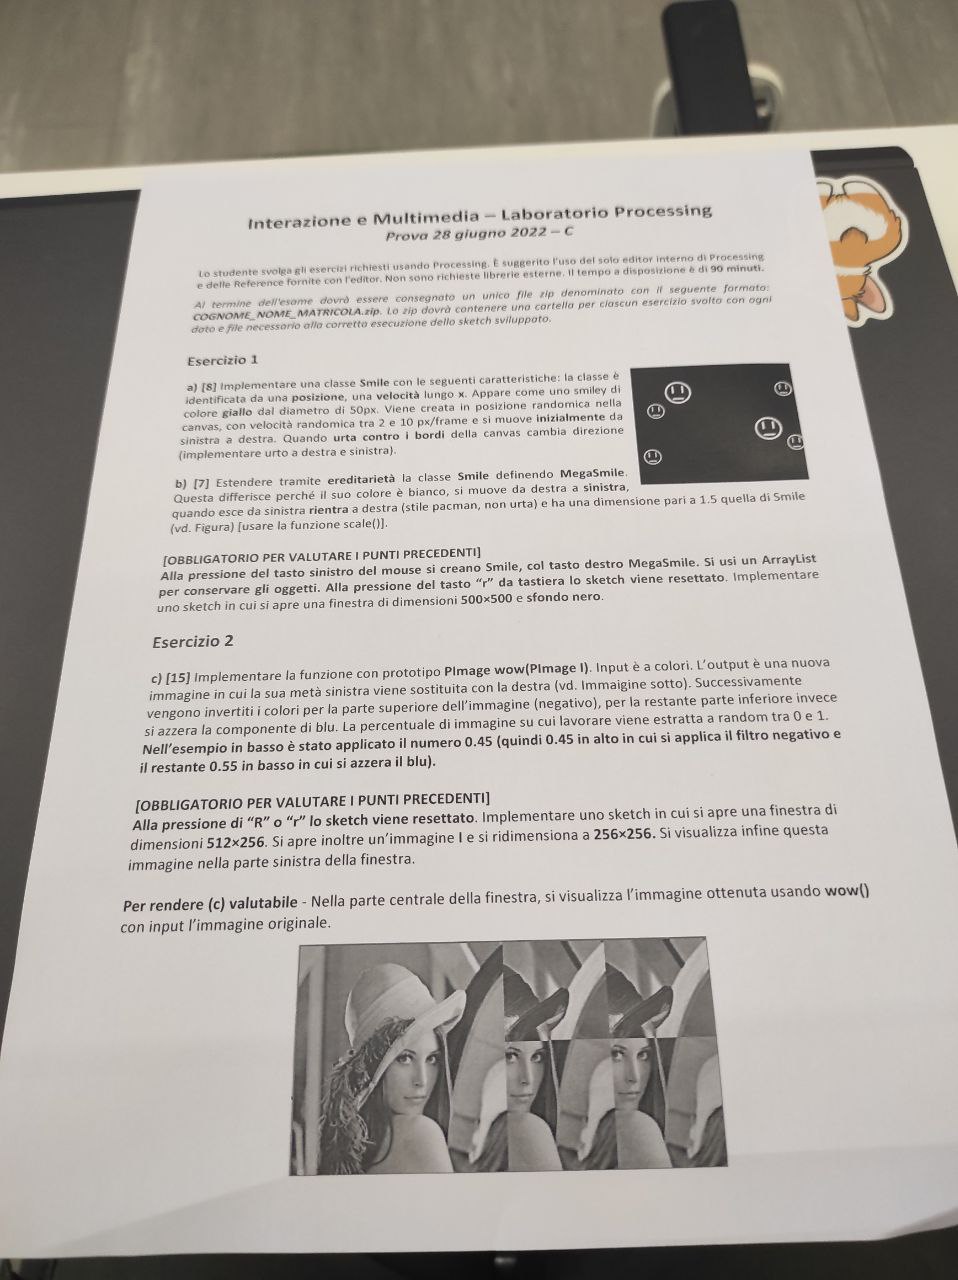 Interazione e Multimedia – Laboratorio Processing
Prova 28 giugno 2022 – C
Lo studente svolga gli esercizi richiesti usando Processing. È suggerito l'uso del solo editor interno di Processing
e delle Reference fornite con l'editor. Non sono richieste librerie esterne. Il tempo a disposizione è di 90 minuti.
Al termine dell'esame dovrà essere consegnato un unico file zip denominato con il seguente formato:
COGNOME_NOME_MATRICOLA.zip. Lo zip dovrà contenere una cartella per ciascun esercizio svolto con ogni
dato e file necessario alla corretta esecuzione dello sketch sviluppato.
Esercizio 1
a) [8] Implementare una classe Smile con le seguenti caratteristiche: la classe è
identificata da una posizione, una velocità lungo x. Appare come uno smiley di
colore giallo dal diametro di 50px. Viene creata in posizione randomica nella
canvas, con velocità randomica tra 2 e 10 px/frame e si muove inizialmente da
sinistra a destra. Quando urta contro i bordi della canvas cambia direzione
(implementare urto a destra e sinistra).
b) [7] Estendere tramite ereditarietà la classe Smile definendo MegaSmile.
Questa differisce perché il suo colore è bianco, si muove da destra a sinistra,
quando esce da sinistra rientra a destra (stile pacman, non urta) e ha una dimensione pari a 1.5 quella di Smile
(vd. Figura) [usare la funzione scale()].
[OBBLIGATORIO PER VALUTARE I PUNTI PRECEDENTI]
Alla pressione del tasto sinistro del mouse si creano Smile, col tasto destro MegaSmile. Si usi un ArrayList
per conservare gli oggetti. Alla pressione del tasto “r” da tastiera lo sketch viene resettato. Implementare
uno sketch in cui si apre una finestra di dimensioni 500×500 e sfondo nero.
Esercizio 2
c) [15] Implementare la funzione con prototipo PImage wow(PImage I). Input è a colori. L'output è una nuova
immagine in cui la sua metà sinistra viene sostituita con la destra (vd. Immaigine sotto). Successivamente
vengono invertiti i colori per la parte superiore dell'immagine (negativo), per la restante parte inferiore invece
si azzera la componente di blu. La percentuale di immagine su cui lavorare viene estratta a random tra 0 e 1.
Nell'esempio in basso è stato applicato il numero 0.45 (quindi 0.45 in alto in cui si applica il filtro negativo e
il restante 0.55 in basso in cui si azzera il blu).
[OBBLIGATORIO PER VALUTARE I PUNTI PRECEDENTI]
Alla pressione di “R” o “r” lo sketch viene resettato. Implementare uno sketch in cui si apre una finestra di
dimensioni 512×256. Si apre inoltre un'immagine I e si ridimensiona a 256×256. Si visualizza infine questa
immagine nella parte sinistra della finestra.
Per rendere (c) valutabile - Nella parte centrale della finestra, si visualizza l'immagine ottenuta usando wow()
con input l'immagine originale.